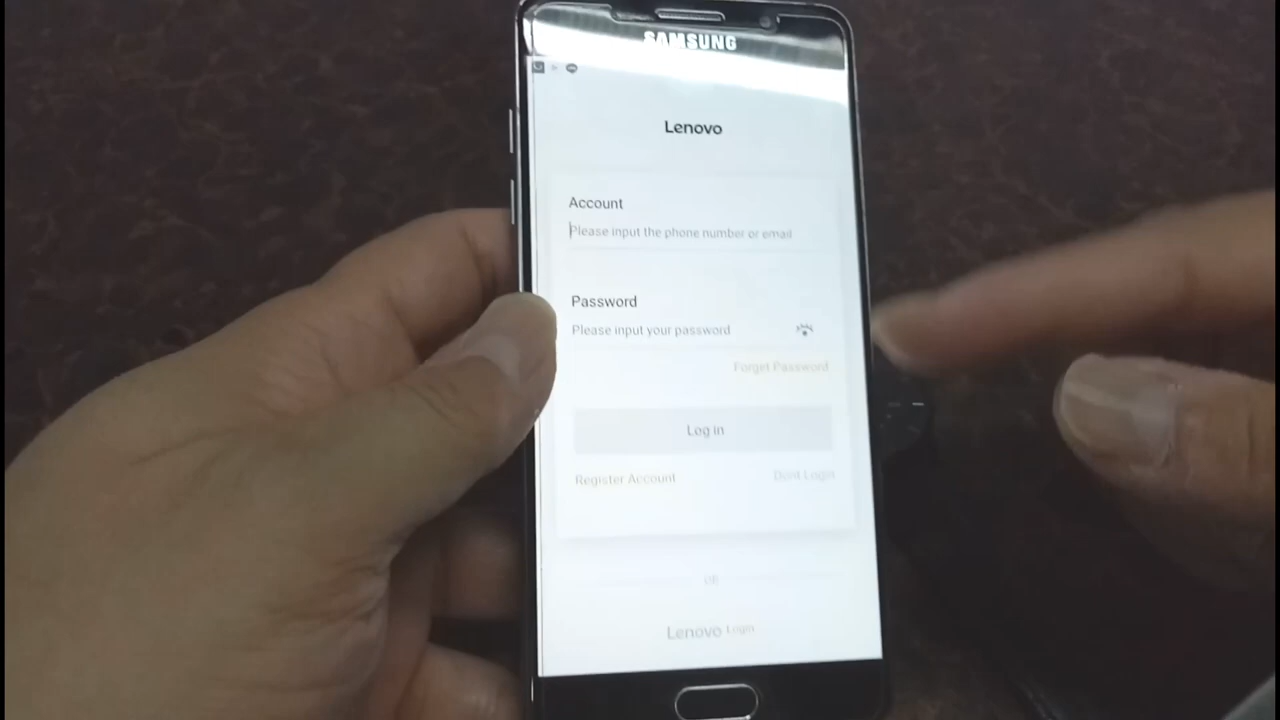 SAMSUNG
Lenovo
Account
Please input the phone number or email
Password
Please input your password
Forget Password
Log in
Register Account
Dont Login
OR
Lenovo Login